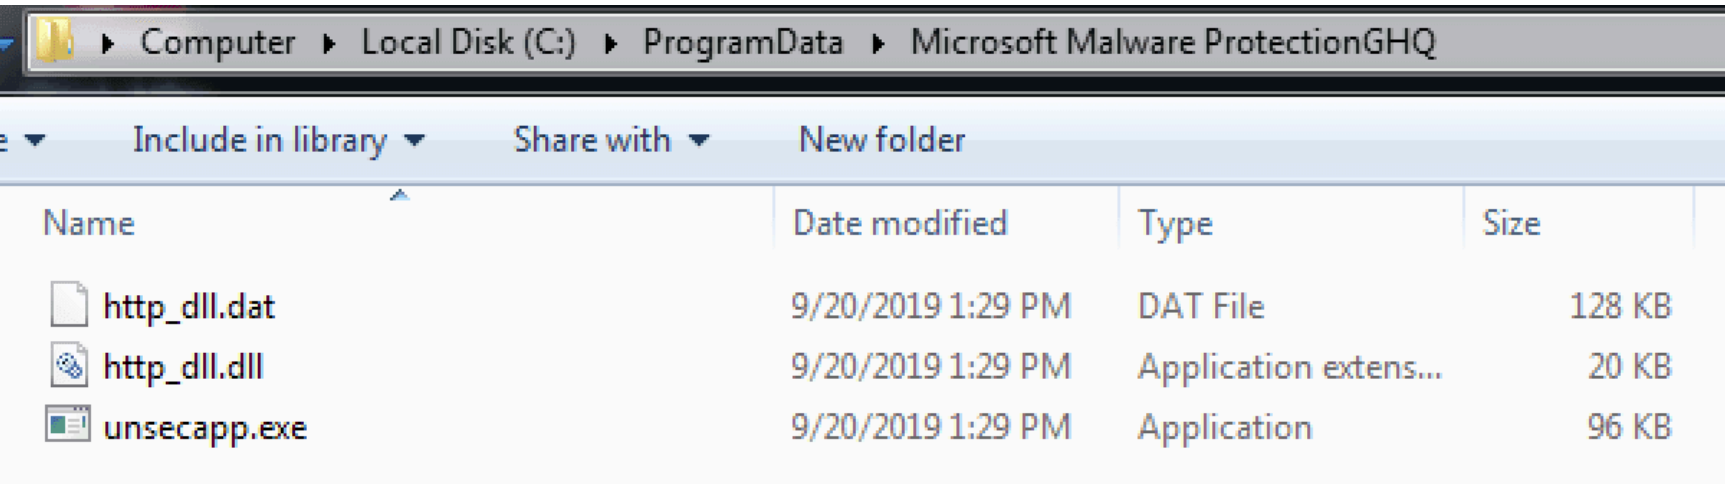 Computer Local Disk (C:) ProgramData Microsoft Malware ProtectionGHQ
e Include in library Share with New folder
Name Date modified Type Size
http_dll.dat 9/20/2019 1:29 PM DAT File 128 KB
http_dll.dll 9/20/2019 1:29 PM Application extens... 20 KB
unsecapp.exe 9/20/2019 1:29 PM Application 96 KB